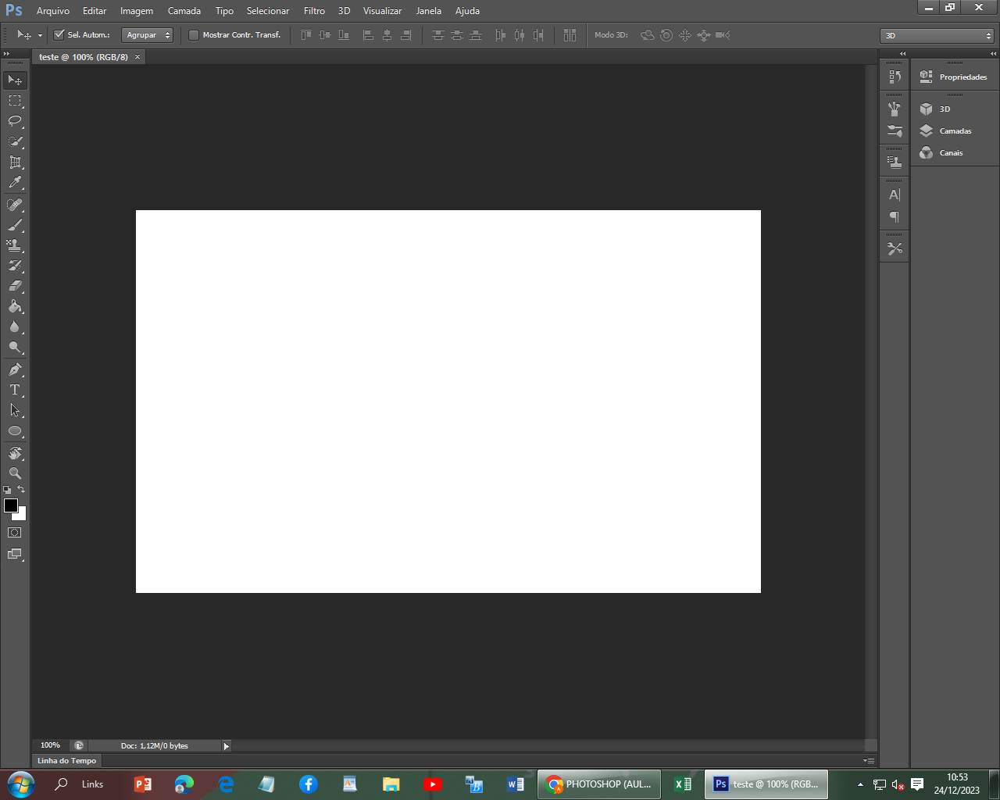 Ps Arquivo Editar Imagem Camada Tipo Selecionar Filtro 3D Visualizar Janela Ajuda
Sel. Autom.: Agrupar Mostrar Contr. Transf. Modo 3D: 3D
teste @ 100% (RGB/8) ×
Propriedades
3D
Camadas
Canais
100% Doc: 1,12M/0 bytes
Linha do Tempo
Links PHOTOSHOP (AUL... Ps teste @ 100% (RGB...
10:53
24/12/2023